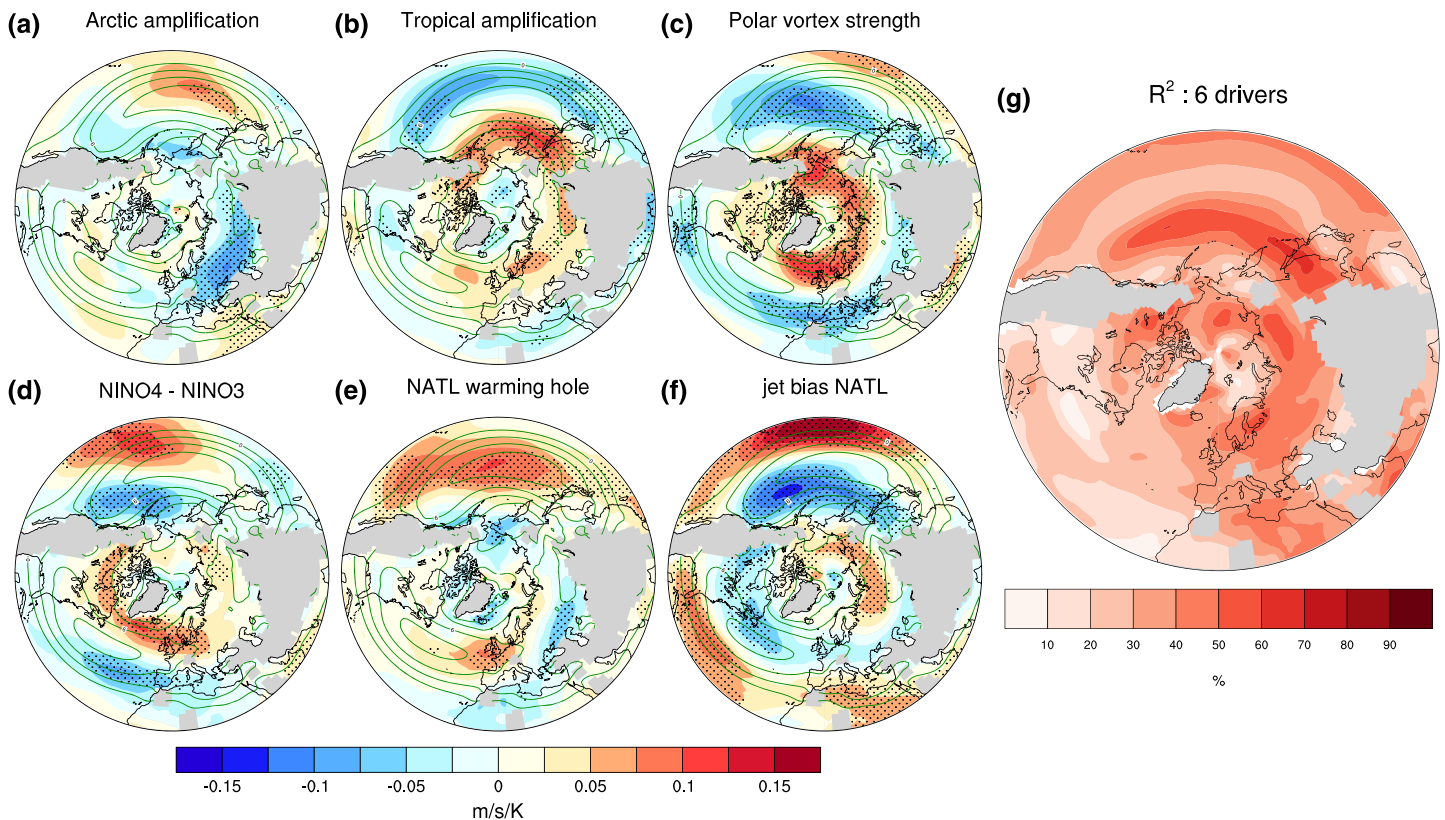 (a) Arctic amplification
(b) Tropical amplification
(c) Polar vortex strength
(g) R² : 6 drivers
(d) NINO4 - NINO3
(e) NATL warming hole
(f) jet bias NATL
10 20 30 40 50 60 70 80 90
%
-0.15 -0.1 -0.05 0 0.05 0.1 0.15
m/s/K